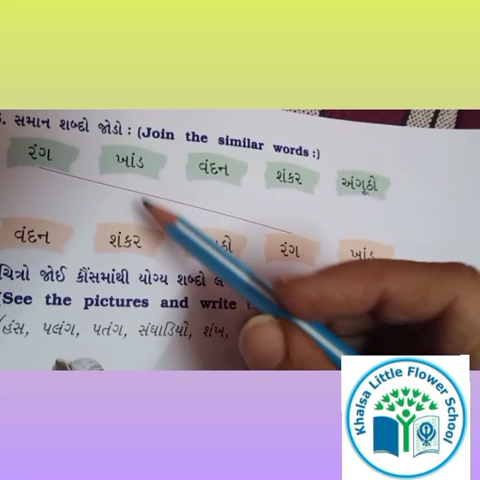 સમાન શબ્દો જોડો : (Join the similar words :)
રંગ ખાંડ વંદન શંકર અંગૂઠો
વંદન શંકર રંગ ખાંડ
ચિત્રો જોઈ કૌંસમાંથી યોગ્ય શબ્દો
(See the pictures and write
(હંસ, પલંગ, પતંગ, સંઘાડિયો, શંખ,
Khalsa Little Flower School